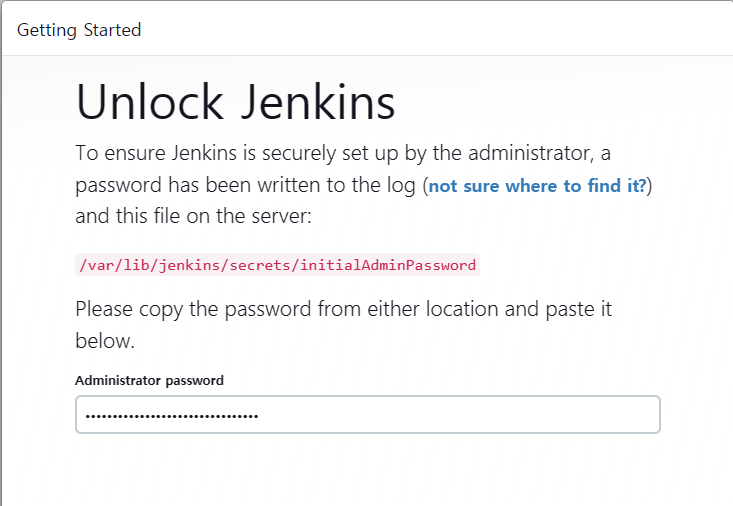 Getting Started
Unlock Jenkins
To ensure Jenkins is securely set up by the administrator, a
password has been written to the log (not sure where to find it?)
and this file on the server:
/var/lib/jenkins/secrets/initialAdminPassword
Please copy the password from either location and paste it
below.
Administrator password
••••••••••••••••••••••••••••••••